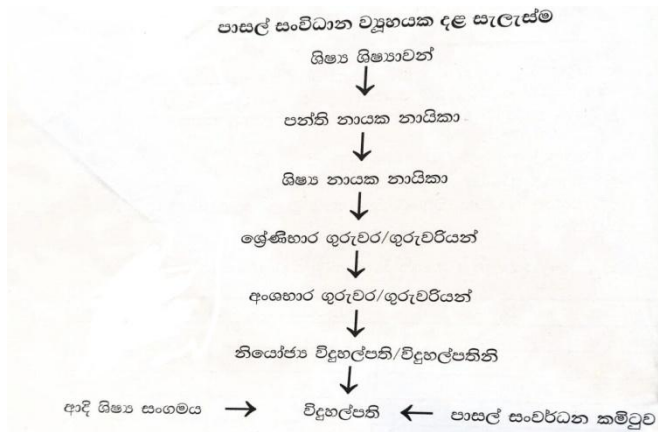 පාසල් සංවිධාන ව්‍යූහයක දළ සැලැස්ම
ශිෂ්‍ය ශිෂ්‍යාවන්
පන්ති නායක නායිකා
ශිෂ්‍ය නායක නායිකා
ශ්‍රේණිභාර ගුරුවර/ගුරුවරියන්
අංශභාර ගුරුවර/ගුරුවරියන්
නියෝජ්‍ය විදුහල්පති/විදුහල්පතිනි
ආදි ශිෂ්‍ය සංගමය → විදුහල්පති ← පාසල් සංවර්ධන කමිටුව